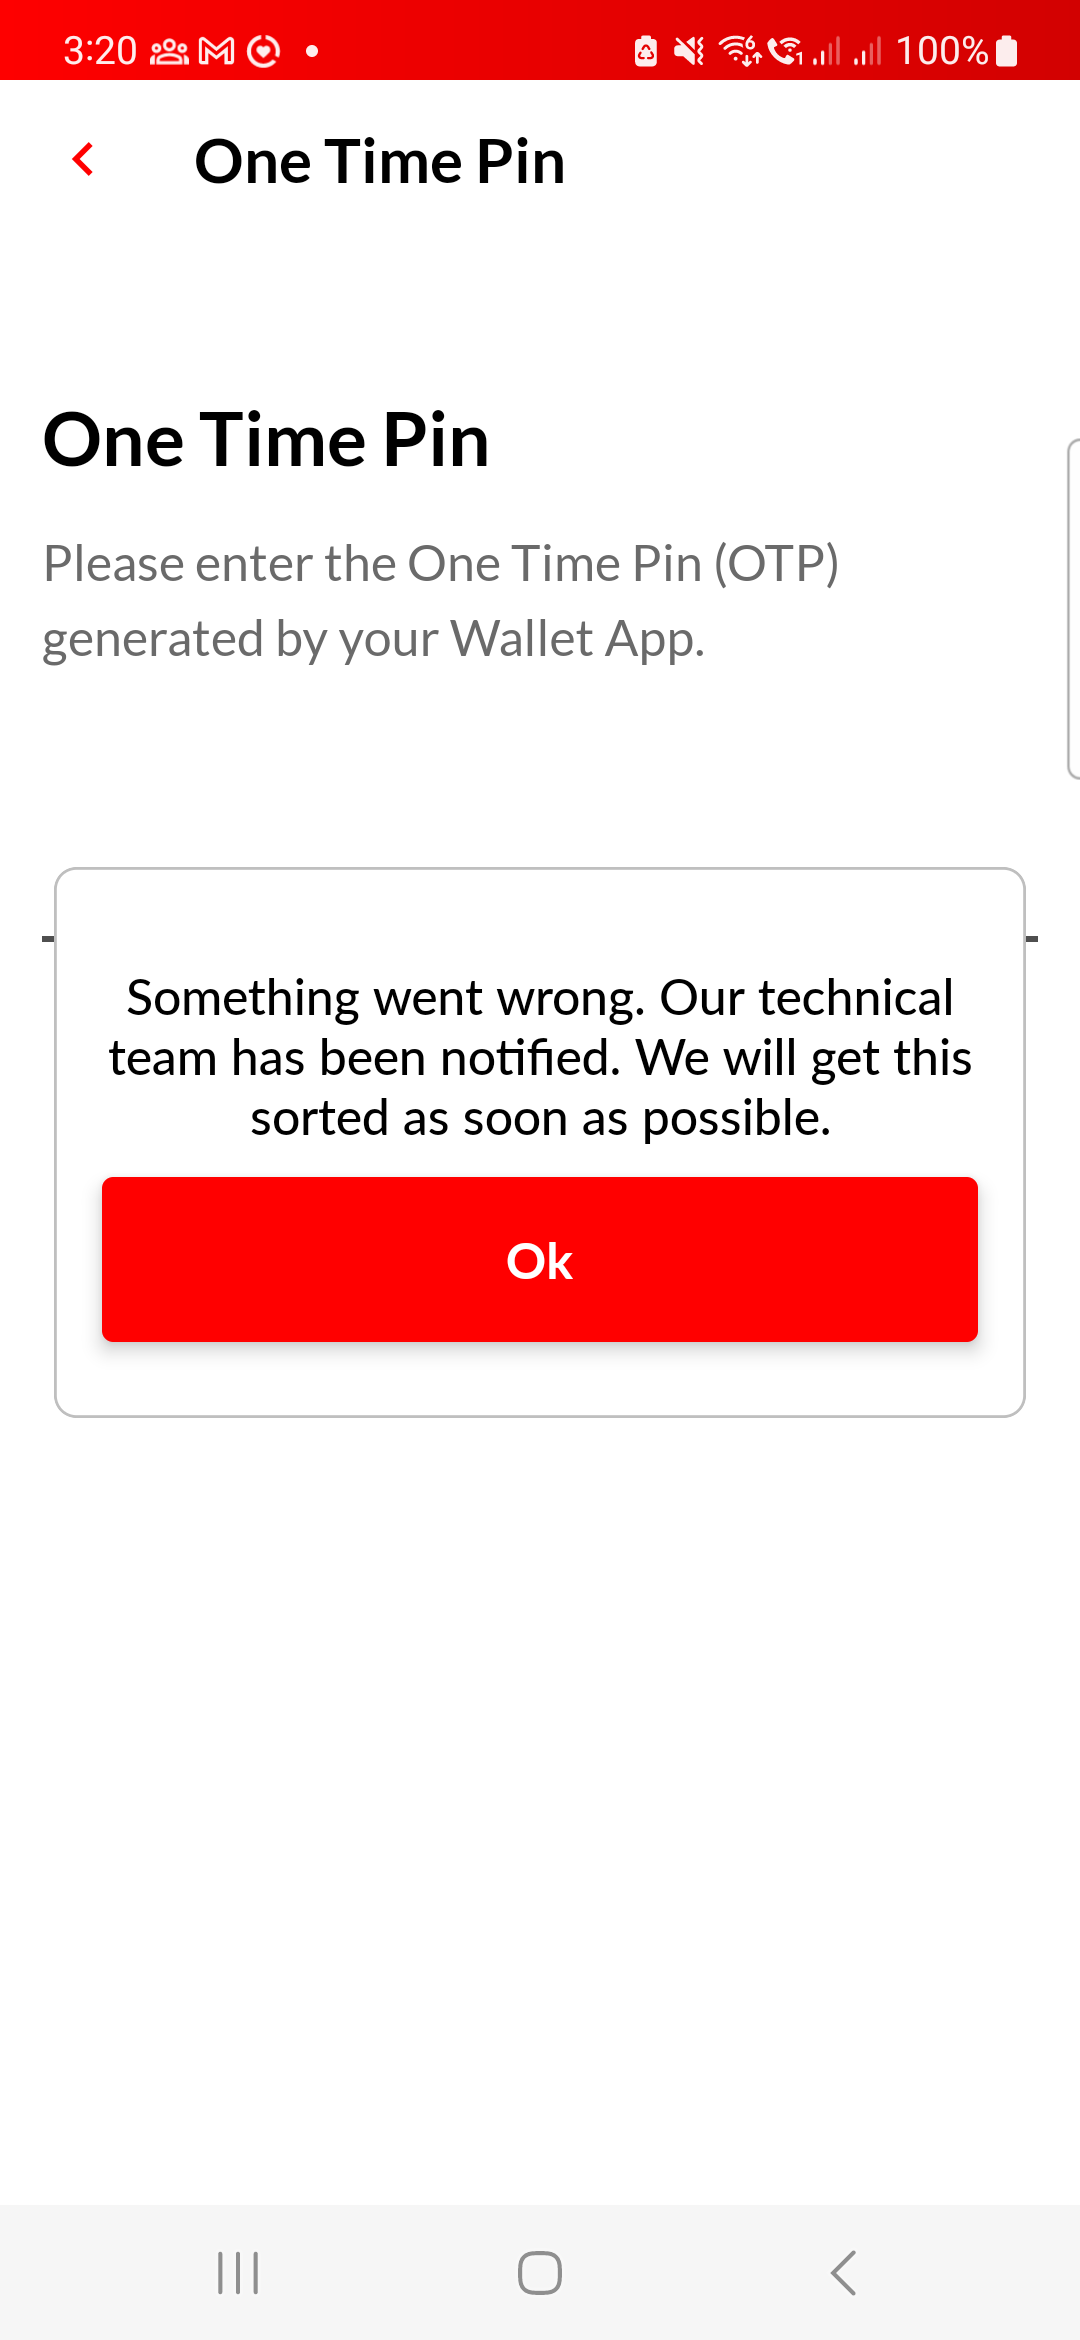 3:20
100%
One Time Pin
One Time Pin
Please enter the One Time Pin (OTP)
generated by your Wallet App.
Something went wrong. Our technical
team has been notified. We will get this
sorted as soon as possible.
Ok